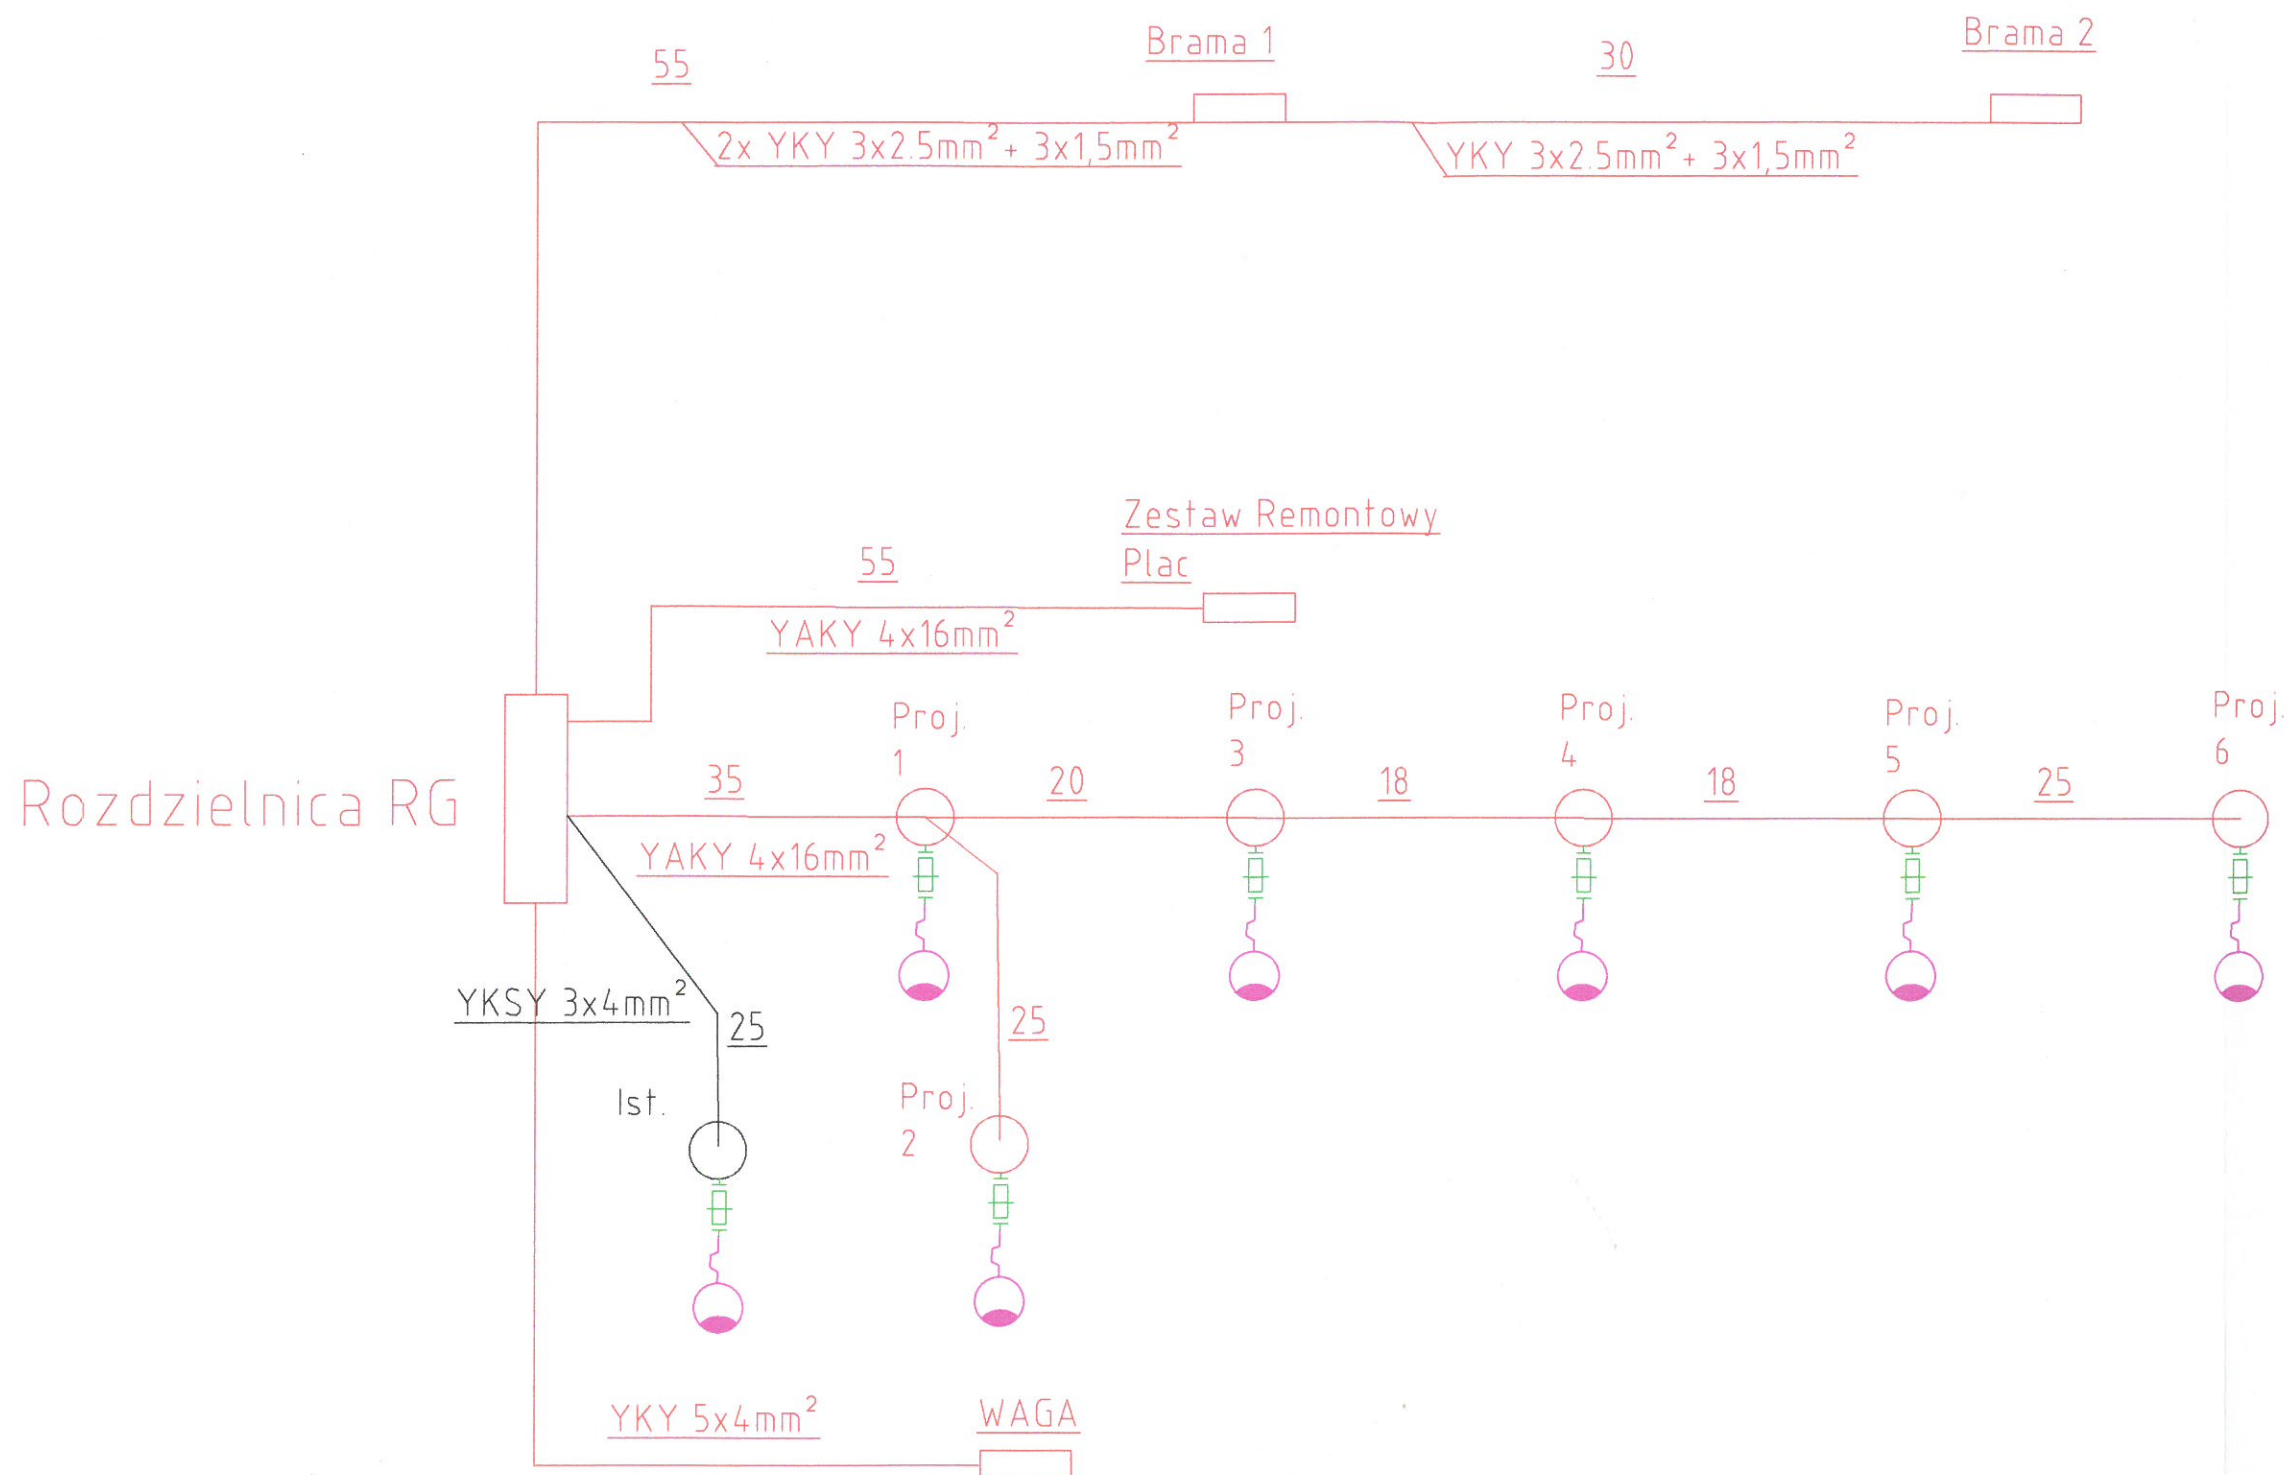 55
Brama 1
30
Brama 2
2x YKY 3x2.5mm²+ 3x1,5mm²
YKY 3x2.5mm²+ 3x1,5mm²
Zestaw Remontowy
Plac
55
YAKY 4x16mm²
Rozdzielnica RG
35
YAKY 4x16mm²
Proj.
1
20
Proj.
3
18
Proj.
4
18
Proj.
5
25
Proj.
6
YKSY 3x4mm²
25
Ist.
25
Proj.
2
YKY 5x4mm²
WAGA